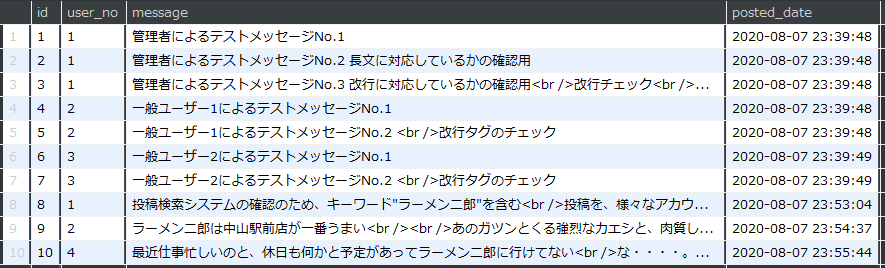 id user_no message posted_date
1 1 1 管理者によるテストメッセージNo.1 2020-08-07 23:39:48
2 2 1 管理者によるテストメッセージNo.2 長文に対応しているかの確認用 2020-08-07 23:39:48
3 3 1 管理者によるテストメッセージNo.3 改行に対応しているかの確認用<br />改行チェック<br />... 2020-08-07 23:39:48
4 4 2 一般ユーザー1によるテストメッセージNo.1 2020-08-07 23:39:48
5 5 2 一般ユーザー1によるテストメッセージNo.2 <br />改行タグのチェック 2020-08-07 23:39:48
6 6 3 一般ユーザー2によるテストメッセージNo.1 2020-08-07 23:39:49
7 7 3 一般ユーザー2によるテストメッセージNo.2 <br />改行タグのチェック 2020-08-07 23:39:49
8 8 1 投稿検索システムの確認のため、キーワード"ラーメン二郎"を含む<br />投稿を、様々なアカウ... 2020-08-07 23:53:04
9 9 2 ラーメン二郎は中山駅前店が一番うまい<br /><br />あのガツンとくる強烈なカエシと、肉質し... 2020-08-07 23:54:37
10 10 4 最近仕事忙しいのと、休日も何かと予定があってラーメン二郎に行けてない<br />な・・・・。... 2020-08-07 23:55:44